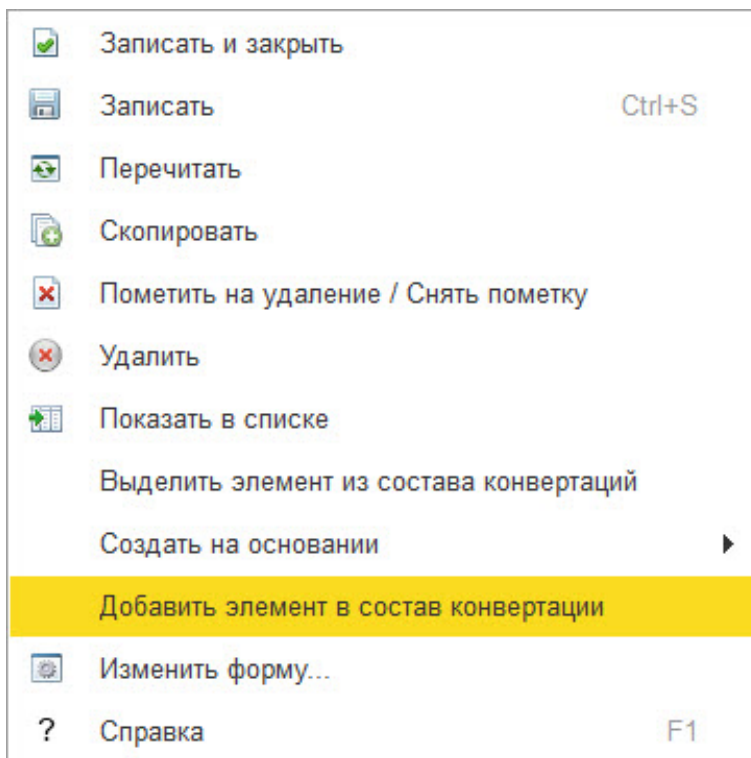 Записать и закрыть
Записать Ctrl+S
Перечитать
Скопировать
Пометить на удаление / Снять пометку
Удалить
Показать в списке
Выделить элемент из состава конвертаций
Создать на основании
Добавить элемент в состав конвертации
Изменить форму...
? Справка F1